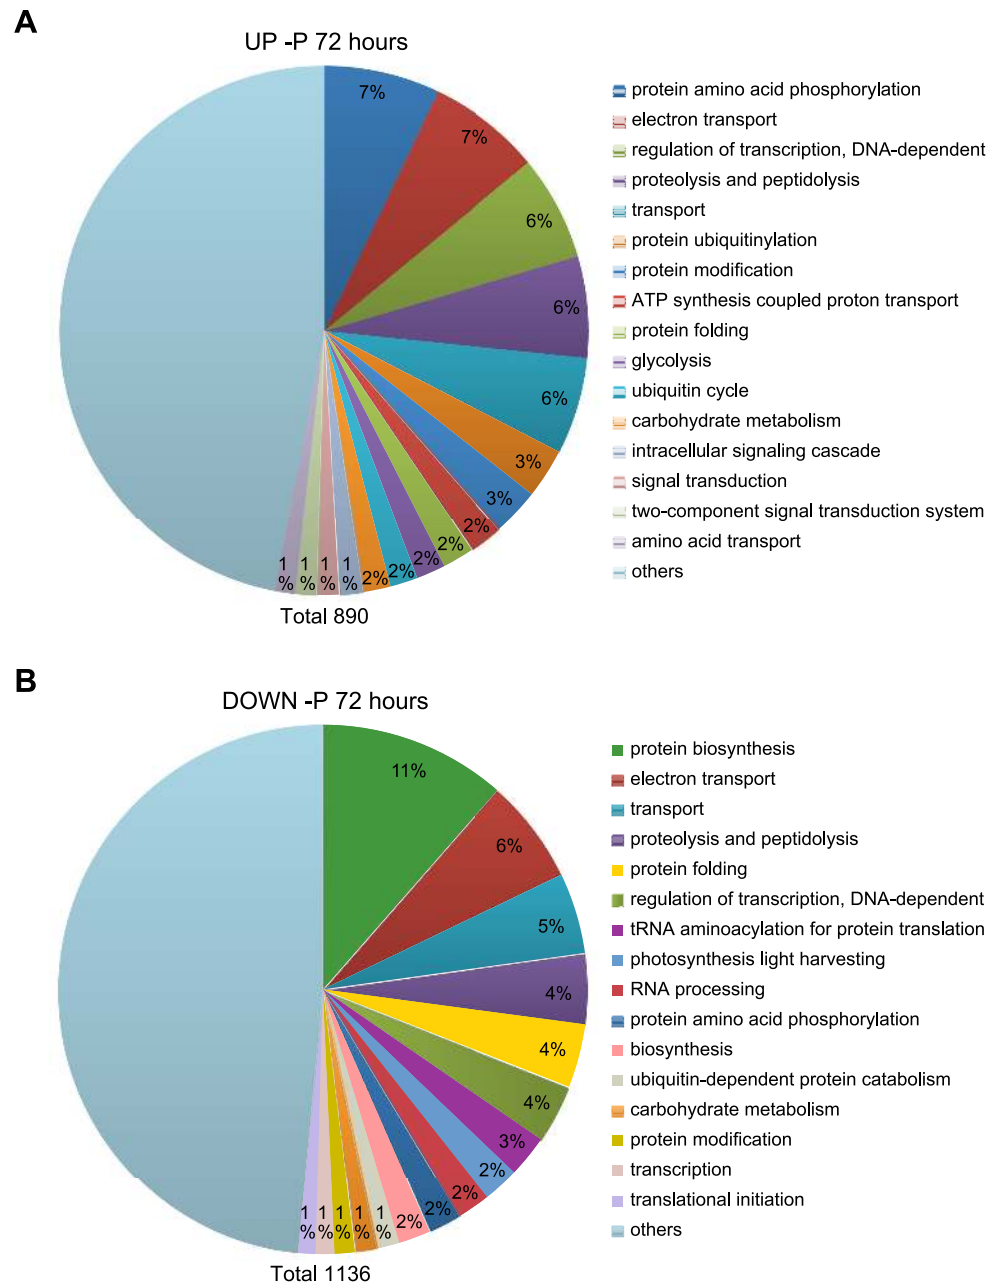 A
UP -P 72 hours
7%
7%
6%
6%
6%
3%
3%
2%
2%
2%
2%
2%
1
%
1
%
1
%
1
%
Total 890
protein amino acid phosphorylation
electron transport
regulation of transcription, DNA-dependent
proteolysis and peptidolysis
transport
protein ubiquitinylation
protein modification
ATP synthesis coupled proton transport
protein folding
glycolysis
ubiquitin cycle
carbohydrate metabolism
intracellular signaling cascade
signal transduction
two-component signal transduction system
amino acid transport
others
B
DOWN -P 72 hours
11%
6%
5%
4%
4%
4%
3%
2%
2%
2%
2%
1
%
1
%
1
%
1
%
1
%
Total 1136
protein biosynthesis
electron transport
transport
proteolysis and peptidolysis
protein folding
regulation of transcription, DNA-dependent
tRNA aminoacylation for protein translation
photosynthesis light harvesting
RNA processing
protein amino acid phosphorylation
biosynthesis
ubiquitin-dependent protein catabolism
carbohydrate metabolism
protein modification
transcription
translational initiation
others